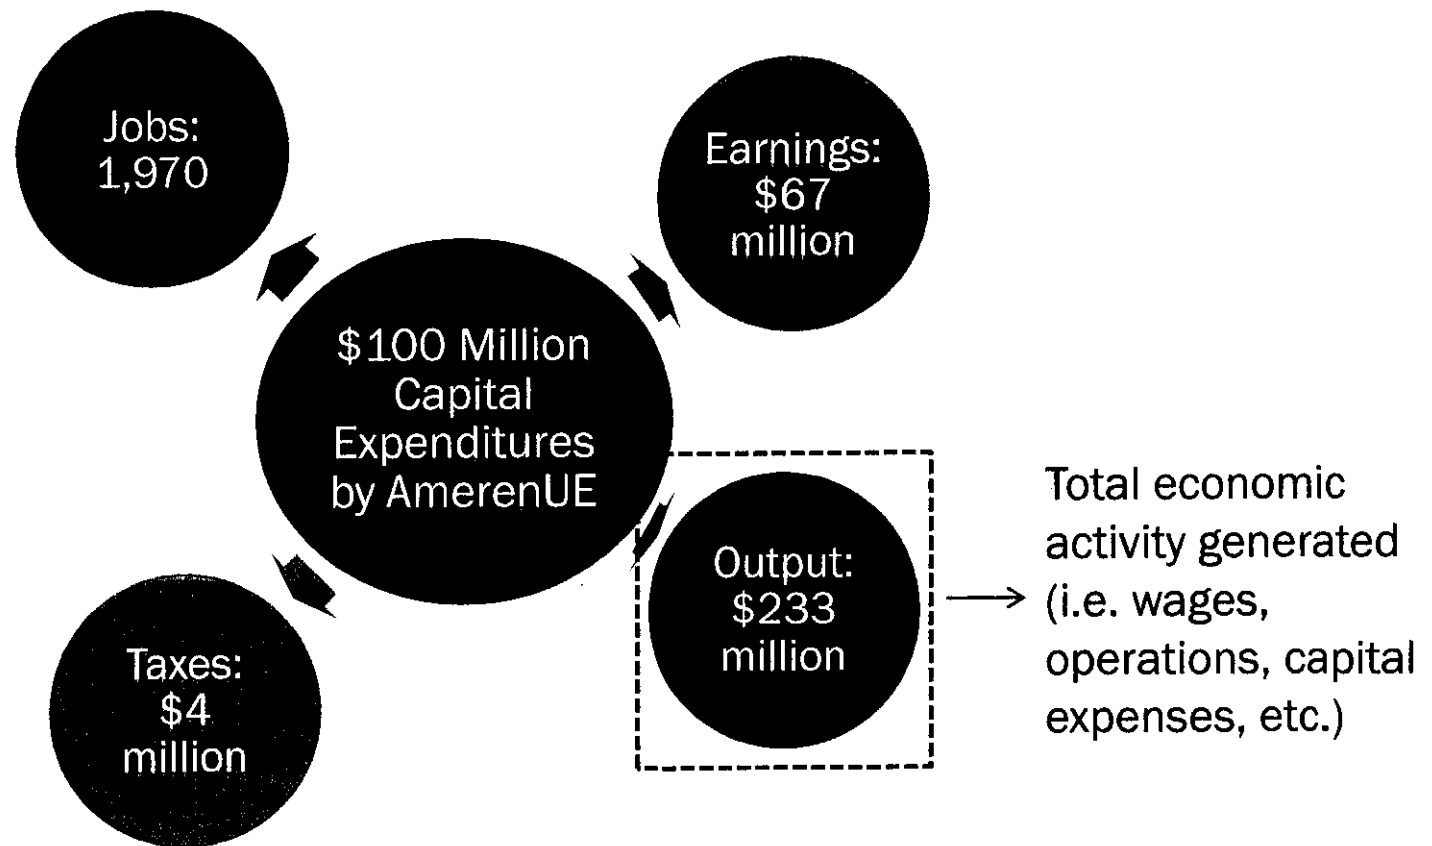 Jobs:
1,970
Earnings:
$67
million
$100 Million
Capital
Expenditures
by AmerenUE
Output:
$233
million
Total economic
activity generated
(i.e. wages,
operations, capital
expenses, etc.)
Taxes:
$4
million